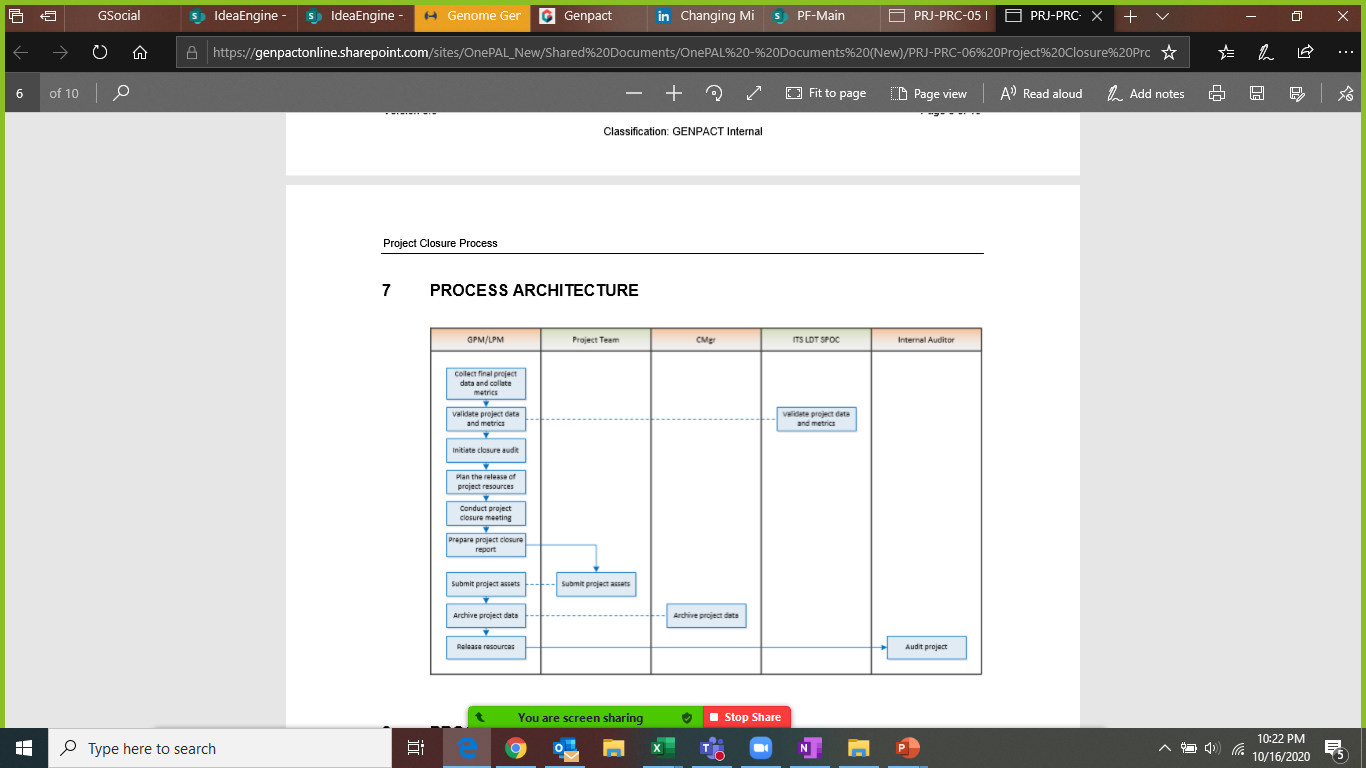 GSocial
IdeaEngine -
IdeaEngine -
Genome Ger
Genpact
Changing Mi
PF-Main
PRJ-PRC-05
PRJ-PRC-
https://genpactonline.sharepoint.com/sites/OnePAL_New/Shared%20Documents/OnePAL%20-%20Documents%20(New)/PRJ-PRC-06%20Project%20Closure%20Prc
6 of 10
Fit to page
Page view
Read aloud
Add notes
Classification: GENPACT Internal
Project Closure Process
7 PROCESS ARCHITECTURE
GPM/LPM
Project Team
CMgr
ITS LDT SPOC
Internal Auditor
Collect final project
data and collate
metrics
Validate project data
and metrics
Validate project data
and metrics
Initiate closure audit
Plan the release of
project resources
Conduct project
closure meeting
Prepare project closure
report
Submit project assets
Submit project assets
Archive project data
Archive project data
Release resources
Audit project
You are screen sharing
Stop Share
Type here to search
10:22 PM
10/16/2020
5